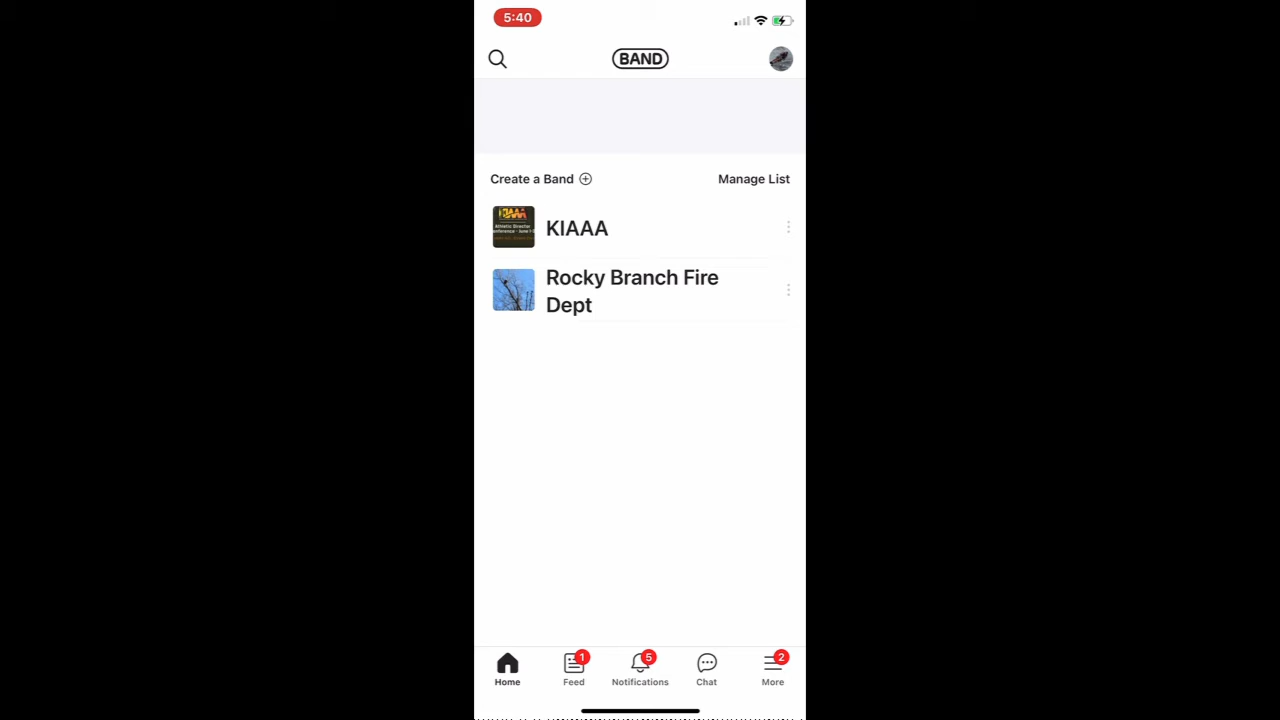 5:40
BAND
Create a Band
Manage List
KIAAA
Rocky Branch Fire
Dept
1
5
2
Home
Feed
Notifications
Chat
More